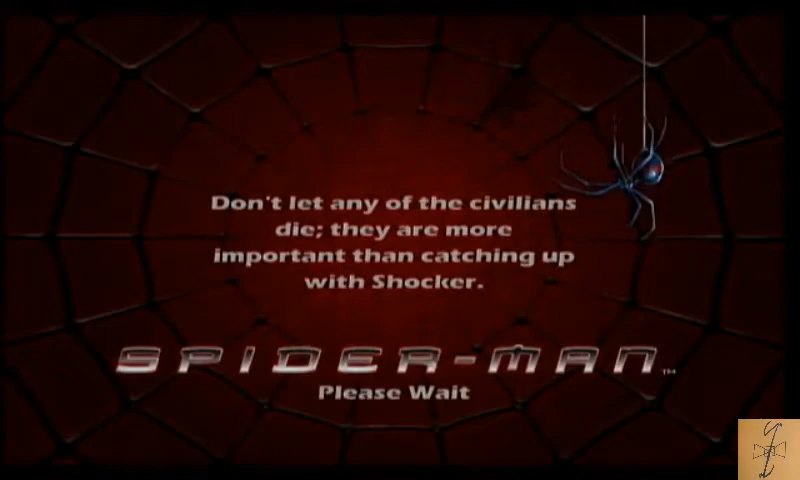 Don't let any of the civilians
die; they are more
important than catching up
with Shocker.
SPIDER-MAN™
Please Wait